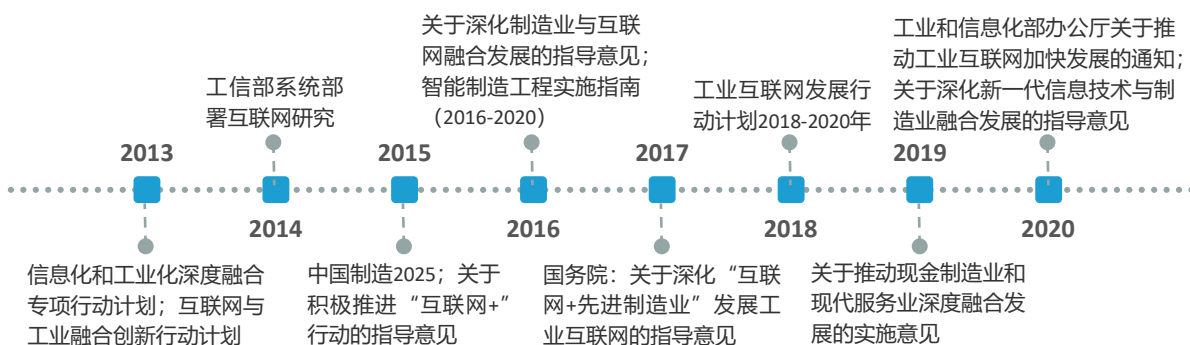 关于深化制造业与互联
网融合发展的指导意见；
智能制造工程实施指南
（2016-2020）
工业和信息化部办公厅关于推
动工业互联网加快发展的通知；
关于深化新一代信息技术与制
造业融合发展的指导意见
工信部系统部
署互联网研究
工业互联网发展行
动计划2018-2020年
2013
2015
2017
2019
2014
2016
2018
2020
信息化和工业化深度融合
专项行动计划；互联网与
工业融合创新行动计划
中国制造2025；关于
积极推进“互联网+”
行动的指导意见
国务院：关于深化“互联
网+先进制造业”发展工
业互联网的指导意见
关于推动现金制造业和
现代服务业深度融合发
展的实施意见